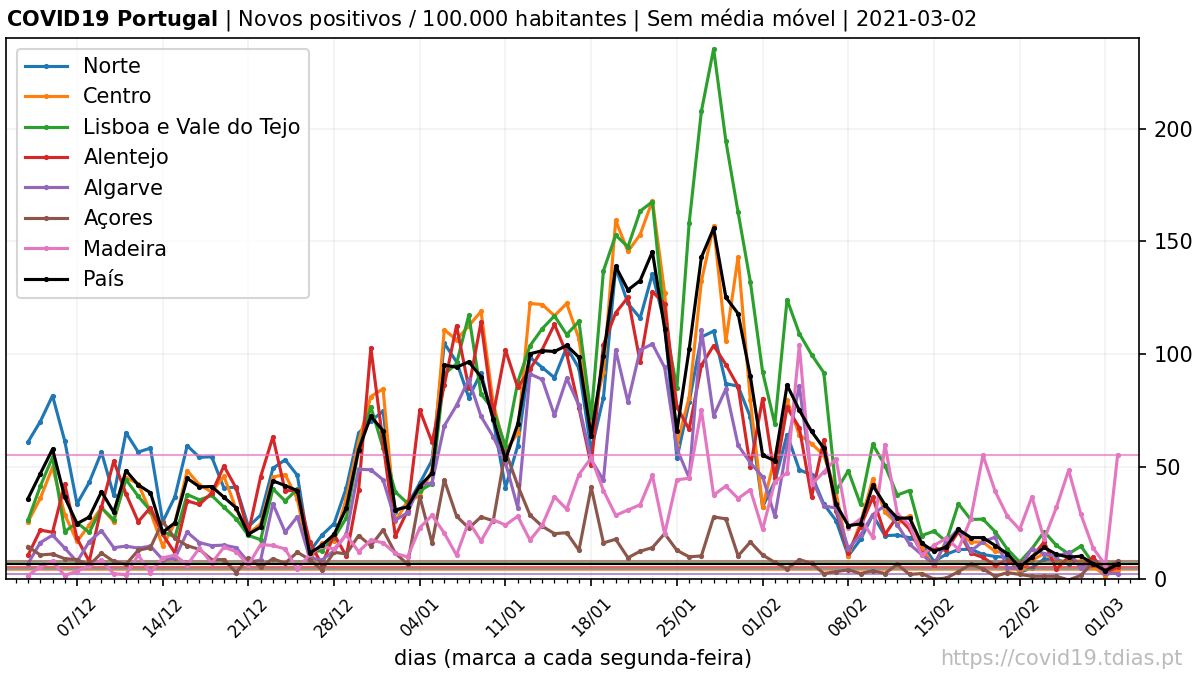 COVID19 Portugal | Novos positivos / 100.000 habitantes | Sem média móvel | 2021-03-02
Norte
Centro
Lisboa e Vale do Tejo
Alentejo
Algarve
Açores
Madeira
País
200
150
100
50
0
07/12
14/12
21/12
28/12
04/01
11/01
18/01
25/01
01/02
08/02
15/02
22/02
01/03
dias (marca a cada segunda-feira)
https://covid19.tdias.pt